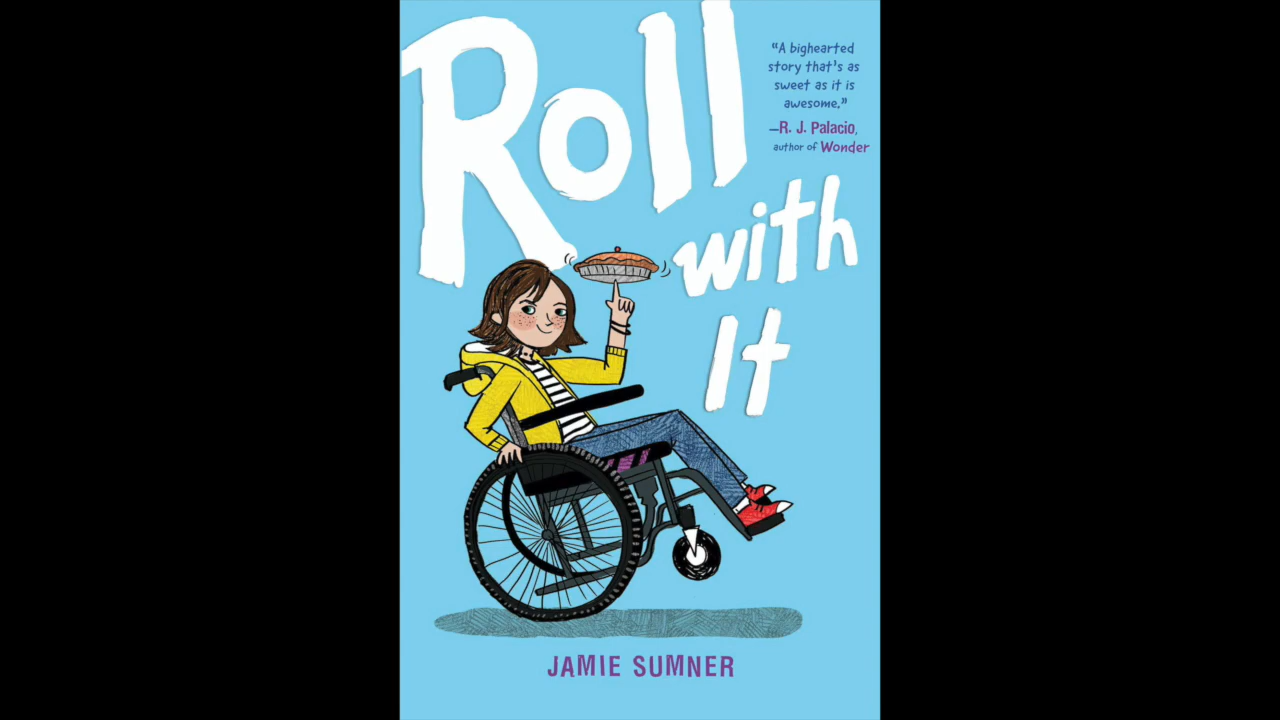 Roll
with
It
“A bighearted
story that’s as
sweet as it is
awesome.”
—R. J. Palacio,
author of Wonder
JAMIE SUMNER